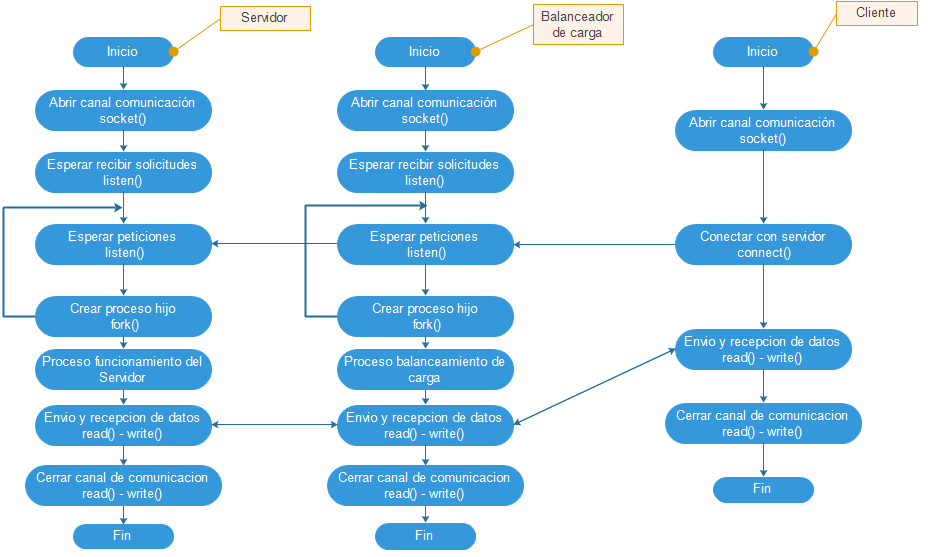 Servidor
Inicio
Abrir canal comunicación
socket()
Esperar recibir solicitudes
listen()
Esperar peticiones
listen()
Crear proceso hijo
fork()
Proceso funcionamiento del
Servidor
Envio y recepcion de datos
read() - write()
Cerrar canal de comunicacion
read() - write()
Fin
Balanceador
de carga
Inicio
Abrir canal comunicación
socket()
Esperar recibir solicitudes
listen()
Esperar peticiones
listen()
Crear proceso hijo
fork()
Proceso balanceamiento de
carga
Envio y recepcion de datos
read() - write()
Cerrar canal de comunicacion
read() - write()
Fin
Cliente
Inicio
Abrir canal comunicación
socket()
Conectar con servidor
connect()
Envio y recepcion de datos
read() - write()
Cerrar canal de comunicacion
read() - write()
Fin